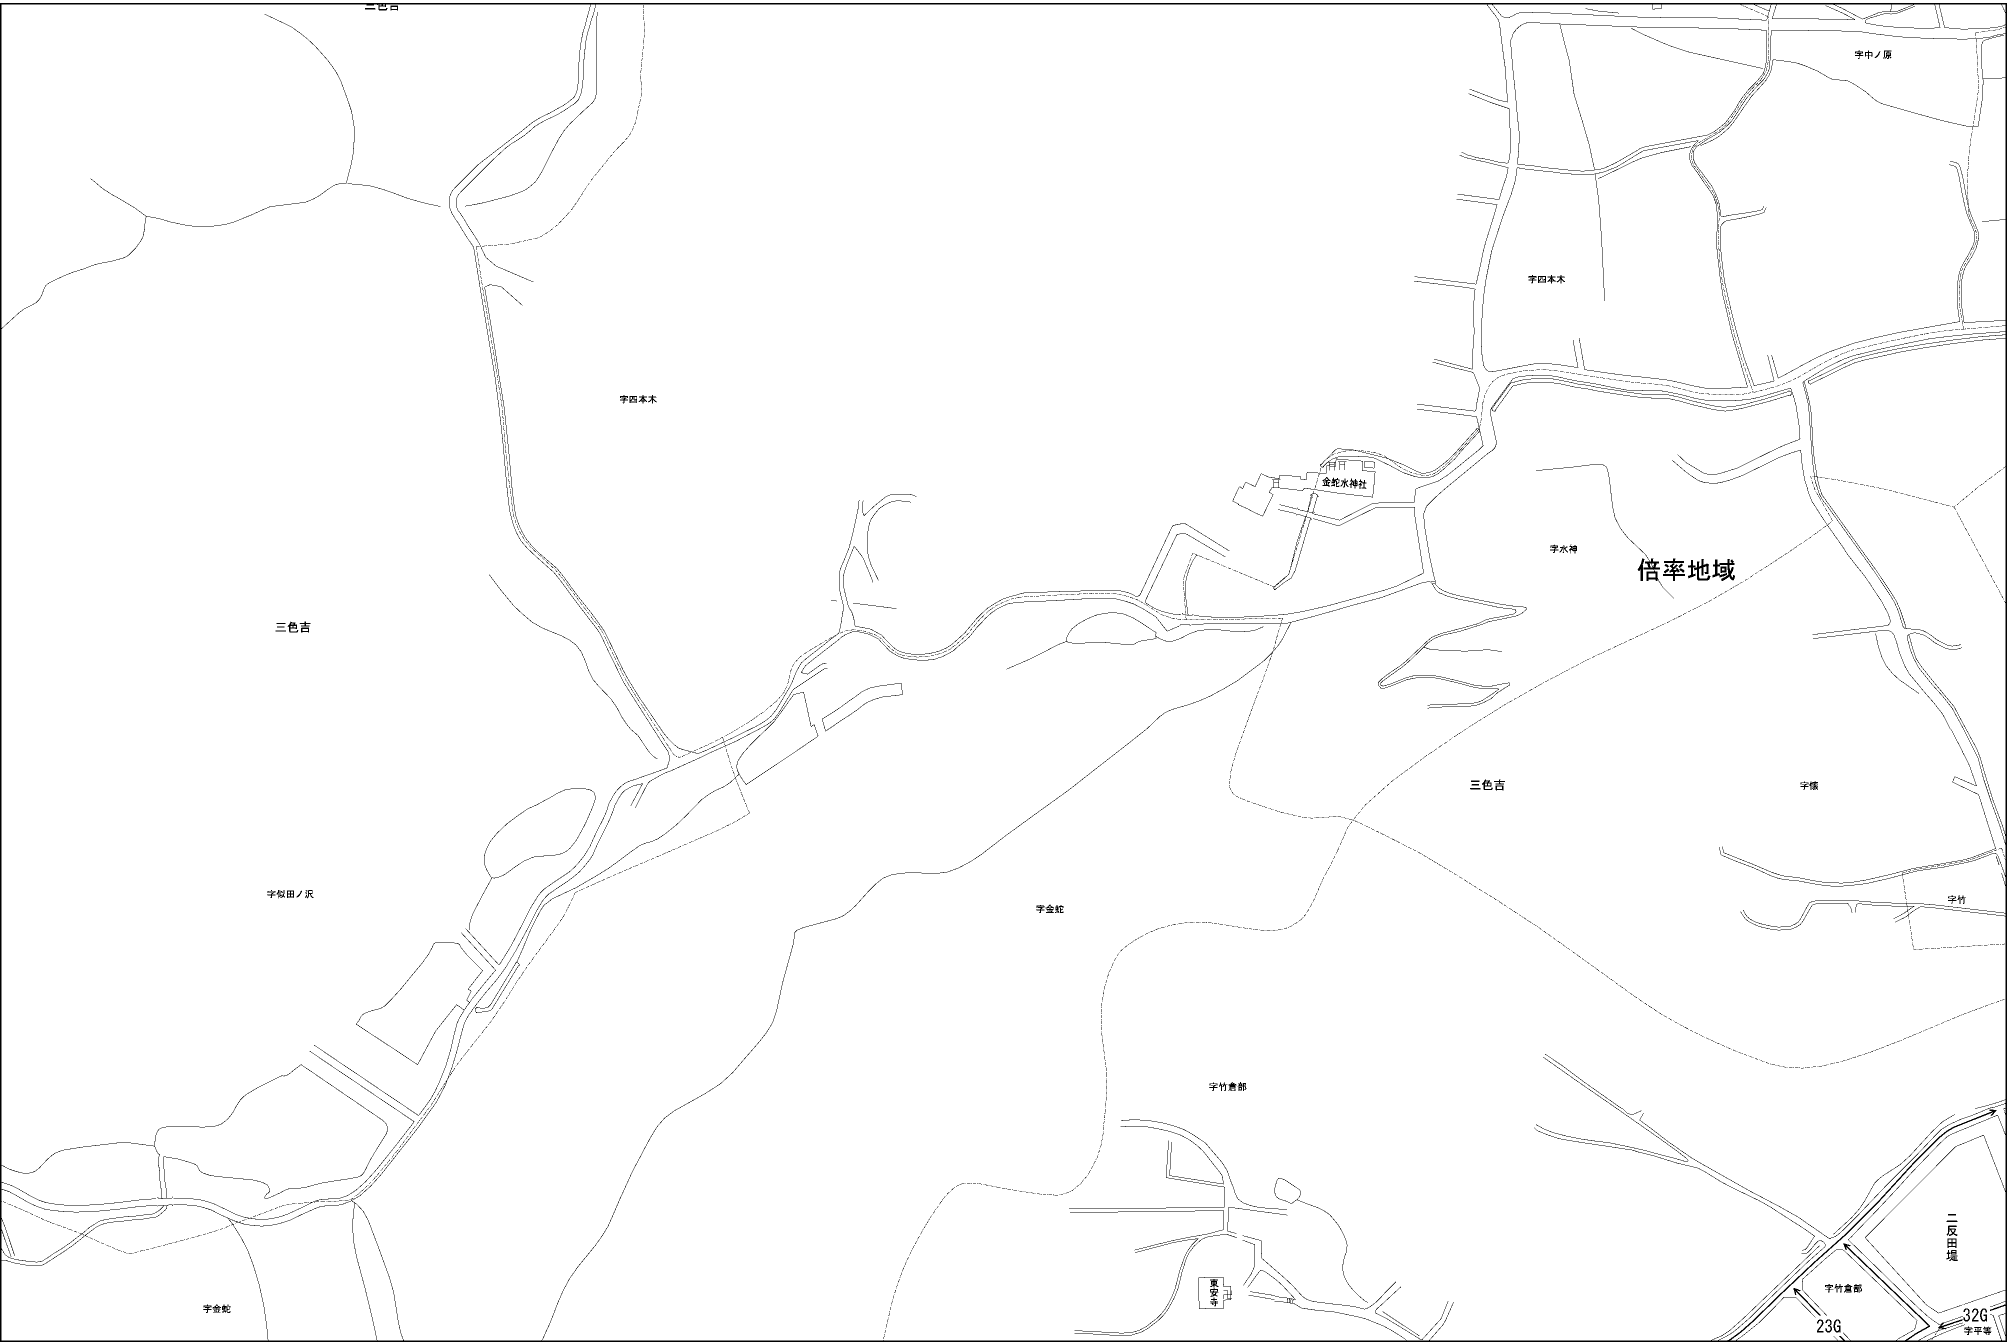 三色吉
字中ノ原
字四本木
字四本木
金蛇水神社
字水神
倍率地域
三色吉
三色吉
字懐
字似田ノ沢
字金蛇
字竹
字竹倉部
二反田堤
東安寺
字竹倉部
字金蛇
23G
32G
字平等